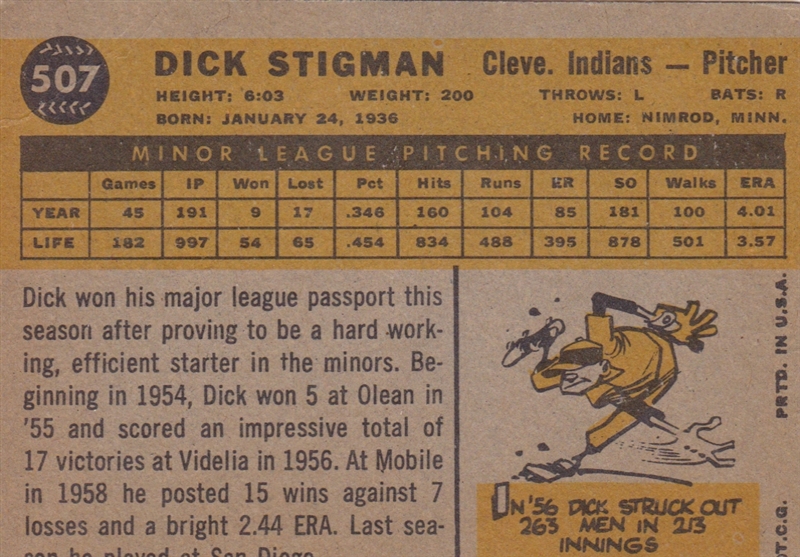 507
DICK STIGMAN Cleve. Indians — Pitcher
HEIGHT: 6:03 WEIGHT: 200 THROWS: L BATS: R
BORN: JANUARY 24, 1936 HOME: NIMROD, MINN.
MINOR LEAGUE PITCHING RECORD
Games IP Won Lost Pct Hits Runs ER SO Walks ERA
YEAR 45 191 9 17 .346 160 104 85 181 100 4.01
LIFE 182 997 54 65 .454 834 488 395 878 501 3.57
Dick won his major league passport this
season after proving to be a hard work-
ing, efficient starter in the minors. Be-
ginning in 1954, Dick won 5 at Olean in
'55 and scored an impressive total of
17 victories at Videlia in 1956. At Mobile
in 1958 he posted 15 wins against 7
losses and a bright 2.44 ERA. Last sea-
son he played at San Diego.
IN '56 DICK STRUCK OUT
263 MEN IN 213
INNINGS
T.C.G. PRTD. IN U.S.A.